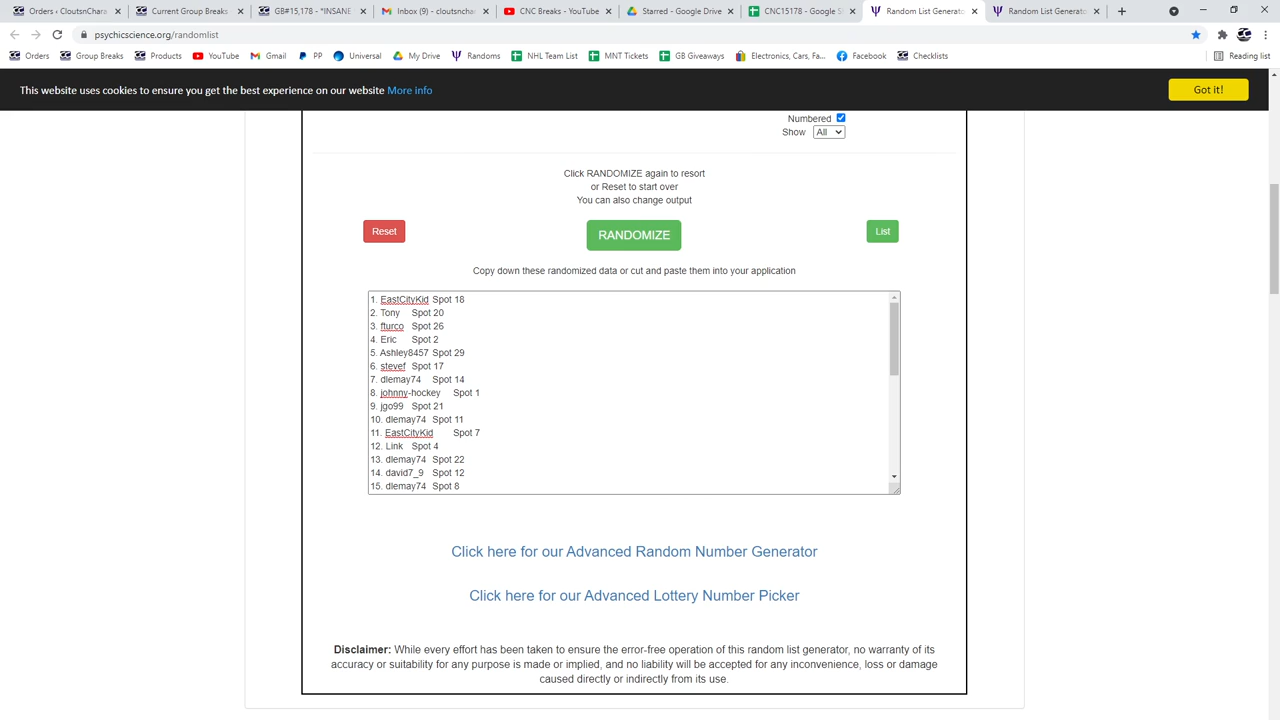 Orders ‹ CloutsnChara
Current Group Breaks
GB#15,178 - *INSANE
Inbox (9) - cloutsnchar
CNC Breaks - YouTube
Starred - Google Drive
CNC15178 - Google Sh
Random List Generato
Random List Generato
psychicscience.org/randomlist
Orders
Group Breaks
Products
YouTube
Gmail
PP
Universal
My Drive
Randoms
NHL Team List
MNT Tickets
GB Giveaways
Electronics, Cars, Fa...
Facebook
Checklists
Reading list
This website uses cookies to ensure you get the best experience on our website More info
Got it!
Numbered
Show All
Click RANDOMIZE again to resort
or Reset to start over
You can also change output
Reset
RANDOMIZE
List
Copy down these randomized data or cut and paste them into your application
1. EastCityKid Spot 18
2. Tony Spot 20
3. fturco Spot 26
4. Eric Spot 2
5. Ashley8457 Spot 29
6. stevef Spot 17
7. dlemay74 Spot 14
8. johnny-hockey Spot 1
9. jgo99 Spot 21
10. dlemay74 Spot 11
11. EastCityKid Spot 7
12. Link Spot 4
13. dlemay74 Spot 22
14. david7_9 Spot 12
15. dlemay74 Spot 8
Click here for our Advanced Random Number Generator
Click here for our Advanced Lottery Number Picker
Disclaimer: While every effort has been taken to ensure the error-free operation of this random list generator, no warranty of its
accuracy or suitability for any purpose is made or implied, and no liability will be accepted for any inconvenience, loss or damage
caused directly or indirectly from its use.